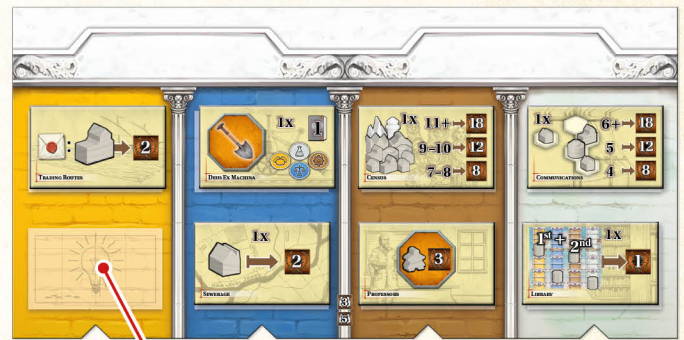 : 2
TRADING ROUTES
1x 1
DEUS EX MACHINA
1x 11+ 18
9–10 12
7–8 8
CENSUS
1x 6+ 18
5 12
4 8
COMMUNICATIONS
1x
2
SEWERAGE
3
PROFESSORS
1st + 2nd 1x
1
LIBRARY
3
5